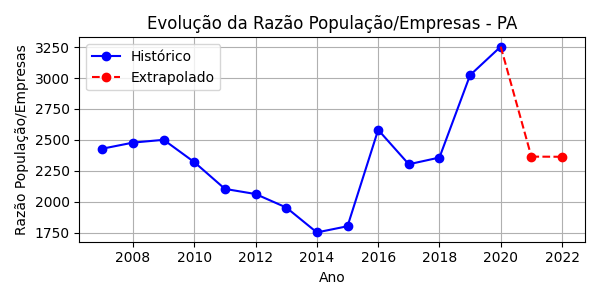 Evolução da Razão População/Empresas - PA
Histórico
Extrapolado
Razão População/Empresas
3250
3000
2750
2500
2250
2000
1750
2008 2010 2012 2014 2016 2018 2020 2022
Ano